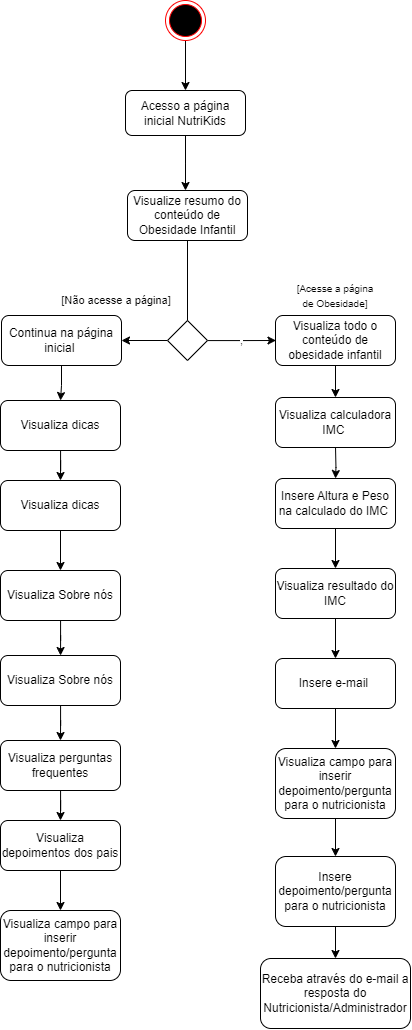 Acesso a página
inicial NutriKids
Visualize resumo do
conteúdo de
Obesidade Infantil
[Não acesse a página]
[Acesse a página
de Obesidade]
Continua na página
inicial
Visualiza dicas
Visualiza dicas
Visualiza Sobre nós
Visualiza Sobre nós
Visualiza perguntas
frequentes
Visualiza
depoimentos dos pais
Visualiza campo para
inserir
depoimento/pergunta
para o nutricionista
;
Visualiza todo o
conteúdo de
obesidade infantil
Visualiza calculadora
IMC
Insere Altura e Peso
na calculado do IMC
Visualiza resultado do
IMC
Insere e-mail
Visualiza campo para
inserir
depoimento/pergunta
para o nutricionista
Insere
depoimento/pergunta
para o nutricionista
Receba através do e-mail a
resposta do
Nutricionista/Administrador